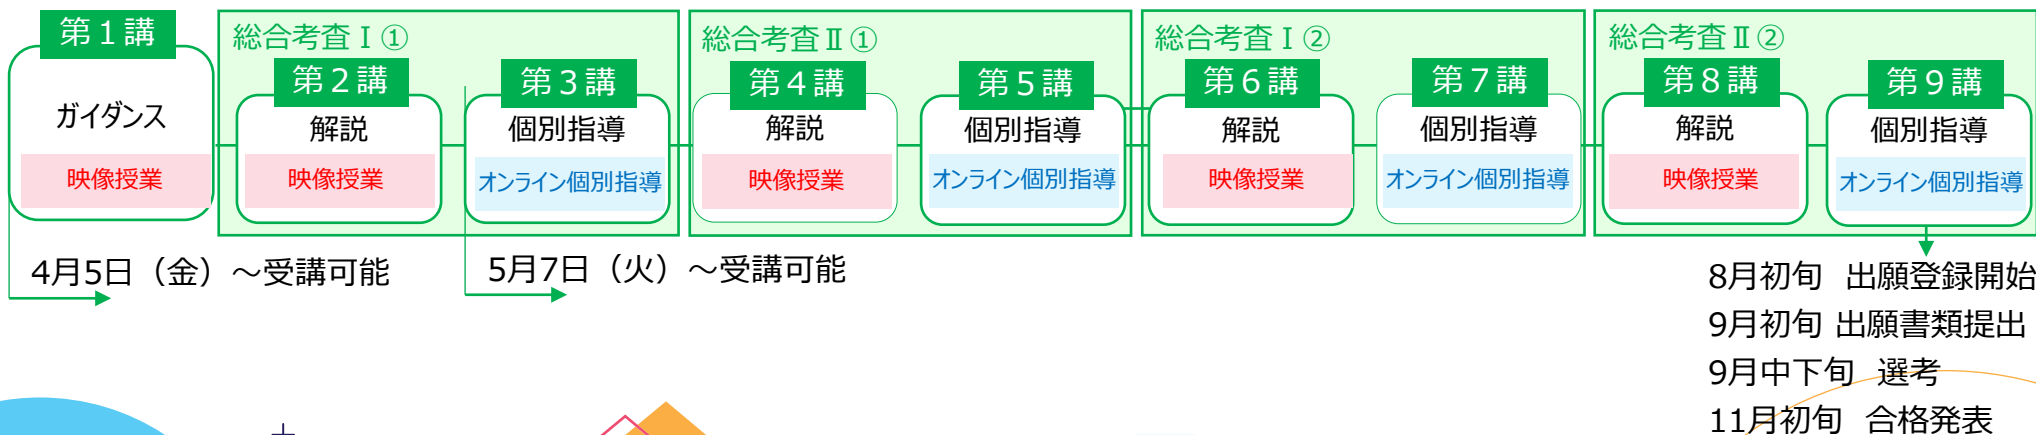 第１講
ガイダンス
映像授業
総合考査Ⅰ①
第２講
解説
映像授業
第３講
個別指導
オンライン個別指導
総合考査Ⅱ①
第４講
解説
映像授業
第５講
個別指導
オンライン個別指導
総合考査Ⅰ②
第６講
解説
映像授業
第７講
個別指導
オンライン個別指導
総合考査Ⅱ②
第８講
解説
映像授業
第９講
個別指導
オンライン個別指導
4月5日（金）～受講可能
5月7日（火）～受講可能
8月初旬　出願登録開始
9月初旬 出願書類提出
9月中下旬　選考
11月初旬　合格発表